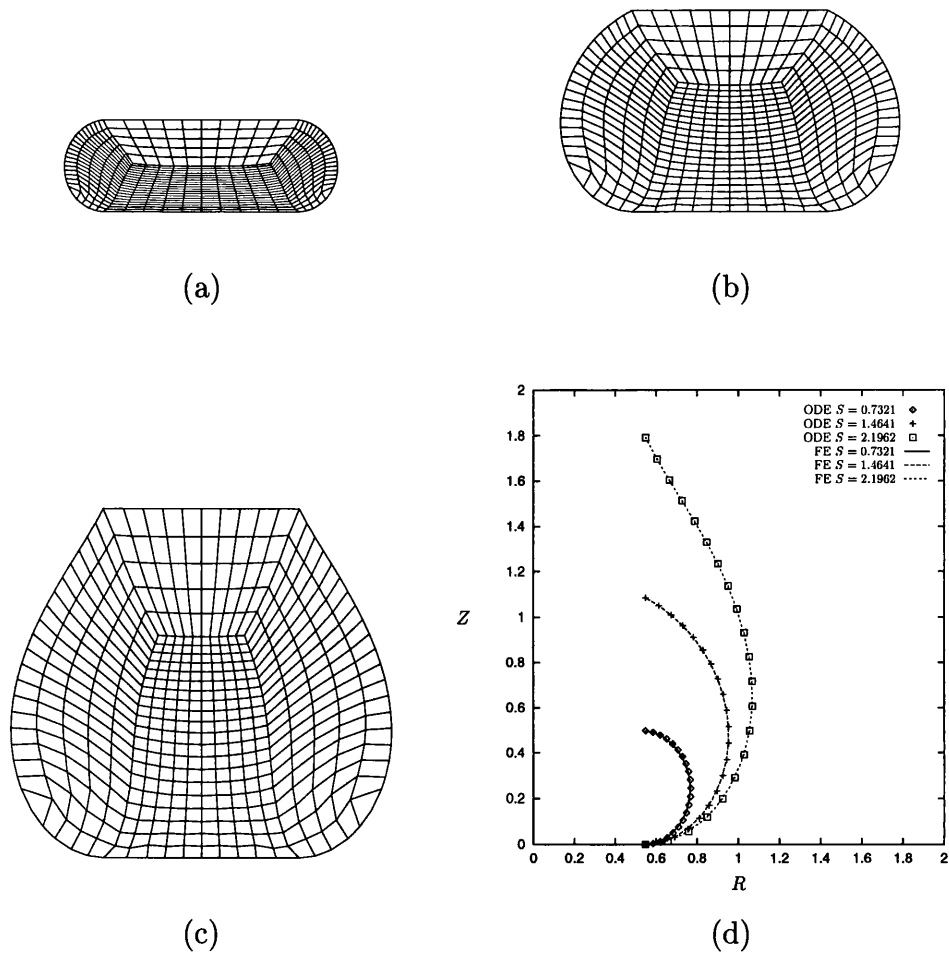 (a)
(b)
(c)
2
1.8
1.6
1.4
1.2
1
0.8
0.6
0.4
0.2
0
Z
ODE S = 0.7321
ODE S = 1.4641
ODE S = 2.1962
FE S = 0.7321
FE S = 1.4641
FE S = 2.1962
0 0.2 0.4 0.6 0.8 1 1.2 1.4 1.6 1.8 2
R
(d)